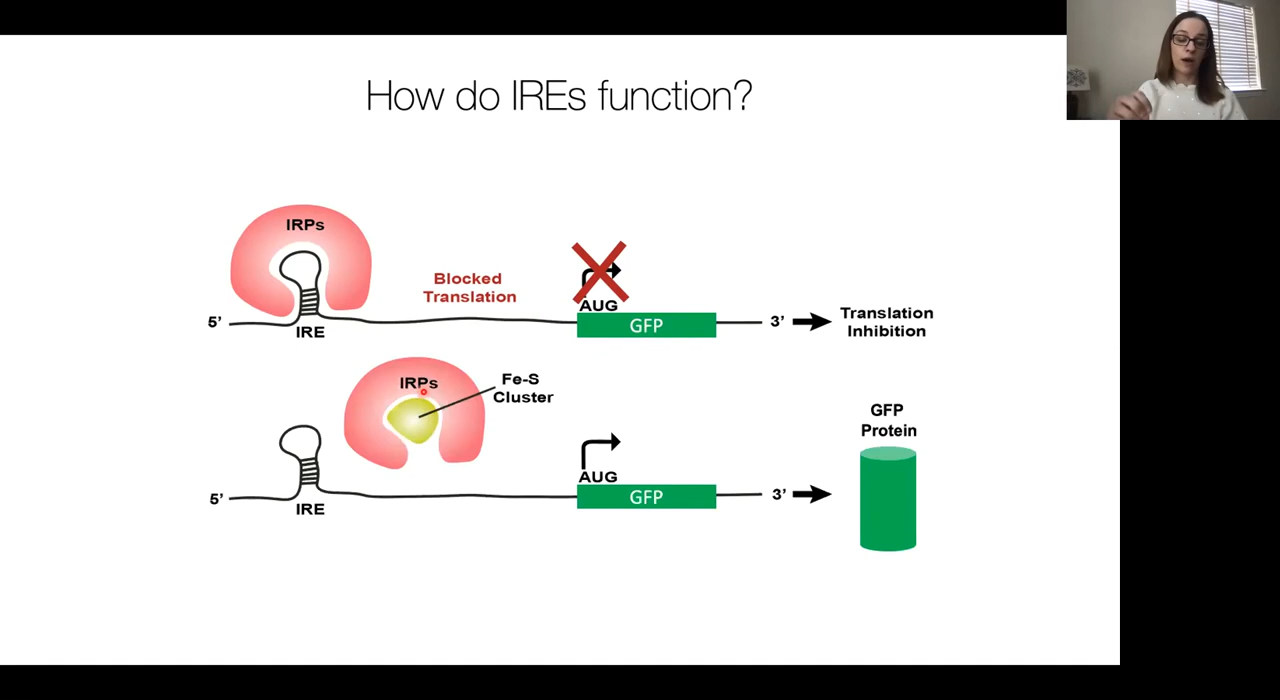 How do IREs function?
IRPs
Blocked
Translation
AUG
5’
IRE
GFP
3’
Translation
Inhibition
IRPs
Fe-S
Cluster
GFP
Protein
AUG
5’
IRE
GFP
3’